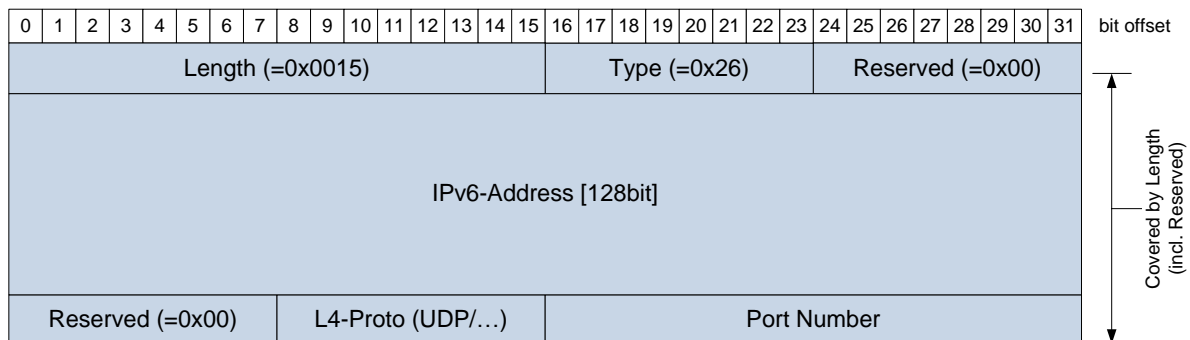 0 1 2 3 4 5 6 7 8 9 10 11 12 13 14 15 16 17 18 19 20 21 22 23 24 25 26 27 28 29 30 31 bit offset
Length (=0x0015) Type (=0x26) Reserved (=0x00)
IPv6-Address [128bit]
Covered by Length
(incl. Reserved)
Reserved (=0x00) L4-Proto (UDP/…) Port Number